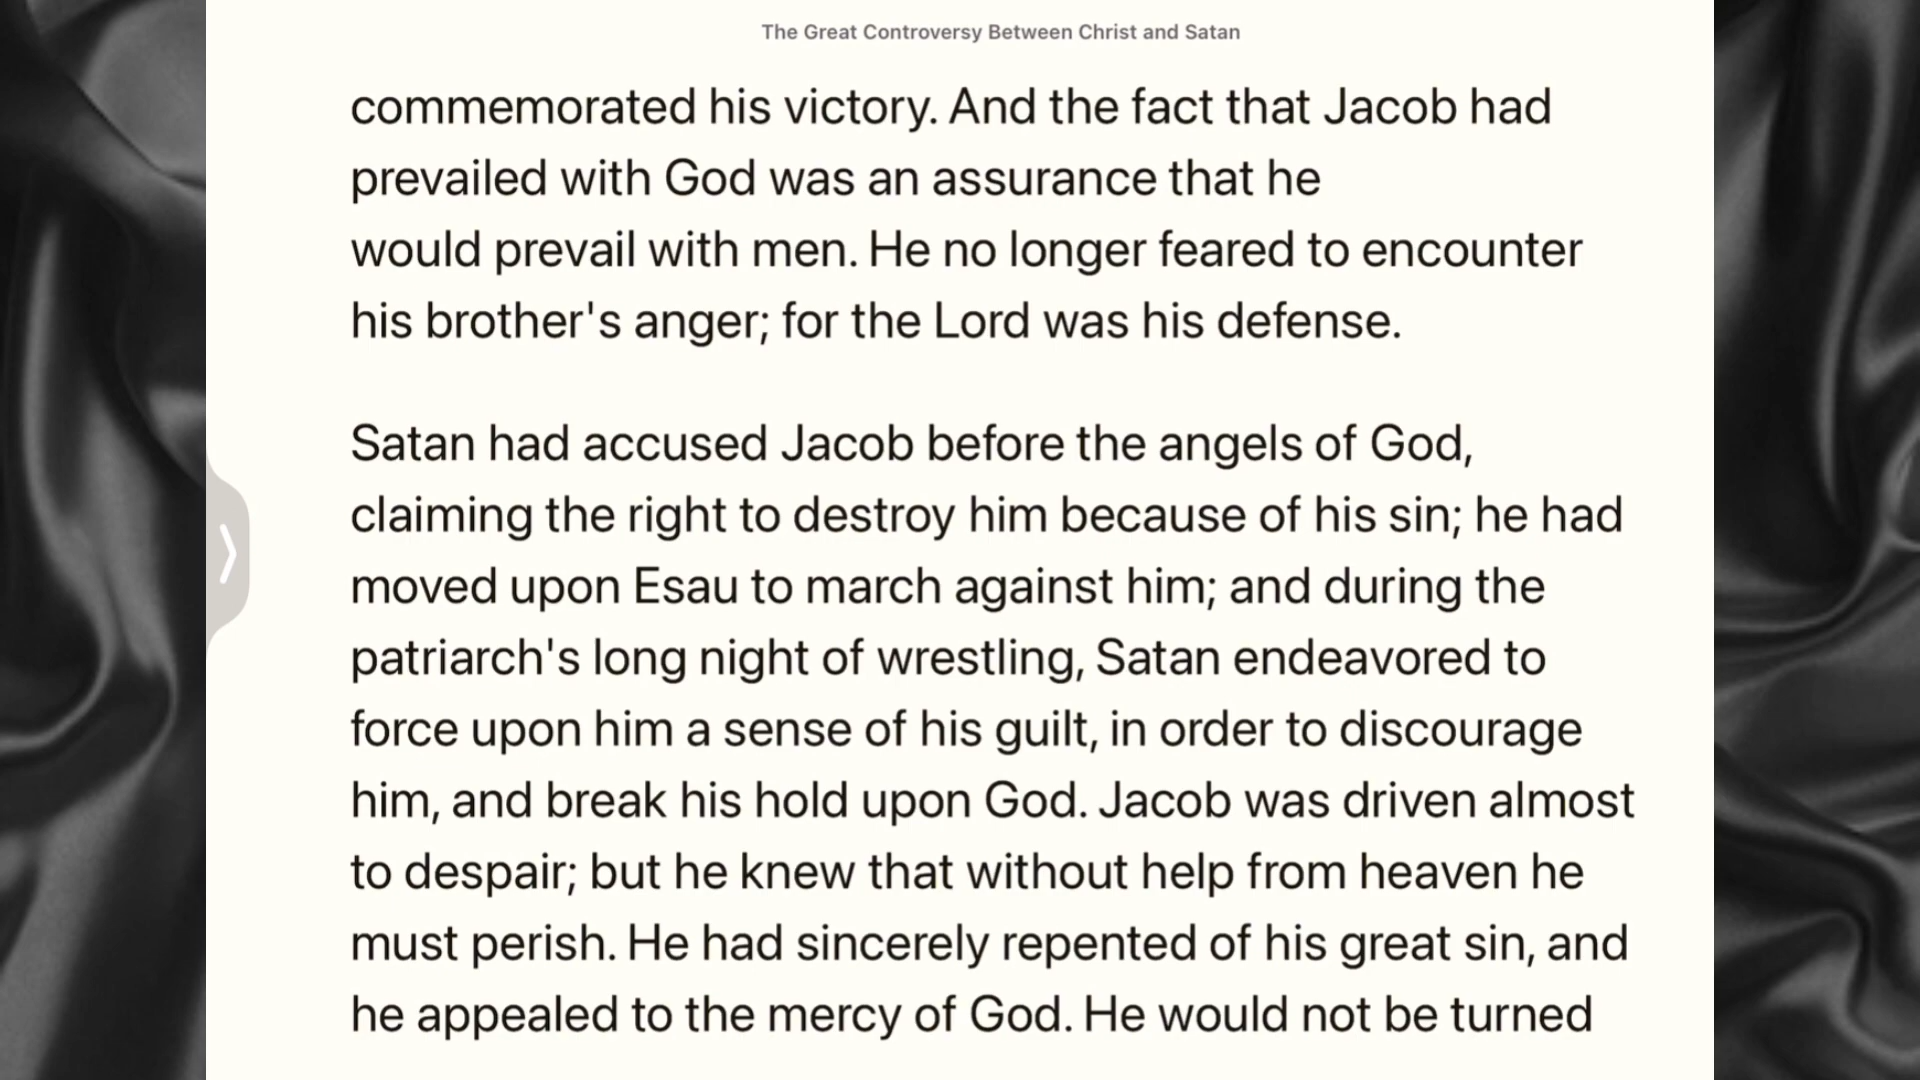 The Great Controversy Between Christ and Satan
commemorated his victory. And the fact that Jacob had
prevailed with God was an assurance that he
would prevail with men. He no longer feared to encounter
his brother's anger; for the Lord was his defense.
Satan had accused Jacob before the angels of God,
claiming the right to destroy him because of his sin; he had
moved upon Esau to march against him; and during the
patriarch's long night of wrestling, Satan endeavored to
force upon him a sense of his guilt, in order to discourage
him, and break his hold upon God. Jacob was driven almost
to despair; but he knew that without help from heaven he
must perish. He had sincerely repented of his great sin, and
he appealed to the mercy of God. He would not be turned